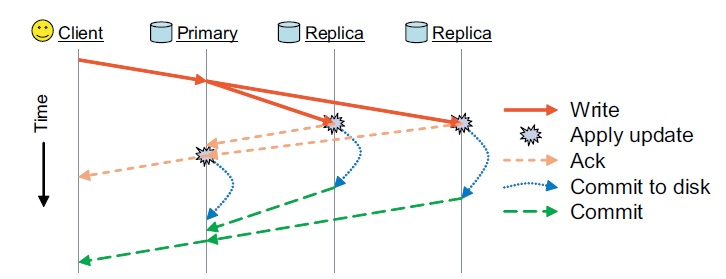 Client
Primary
Replica
Replica
Time
Write
Apply update
Ack
Commit to disk
Commit